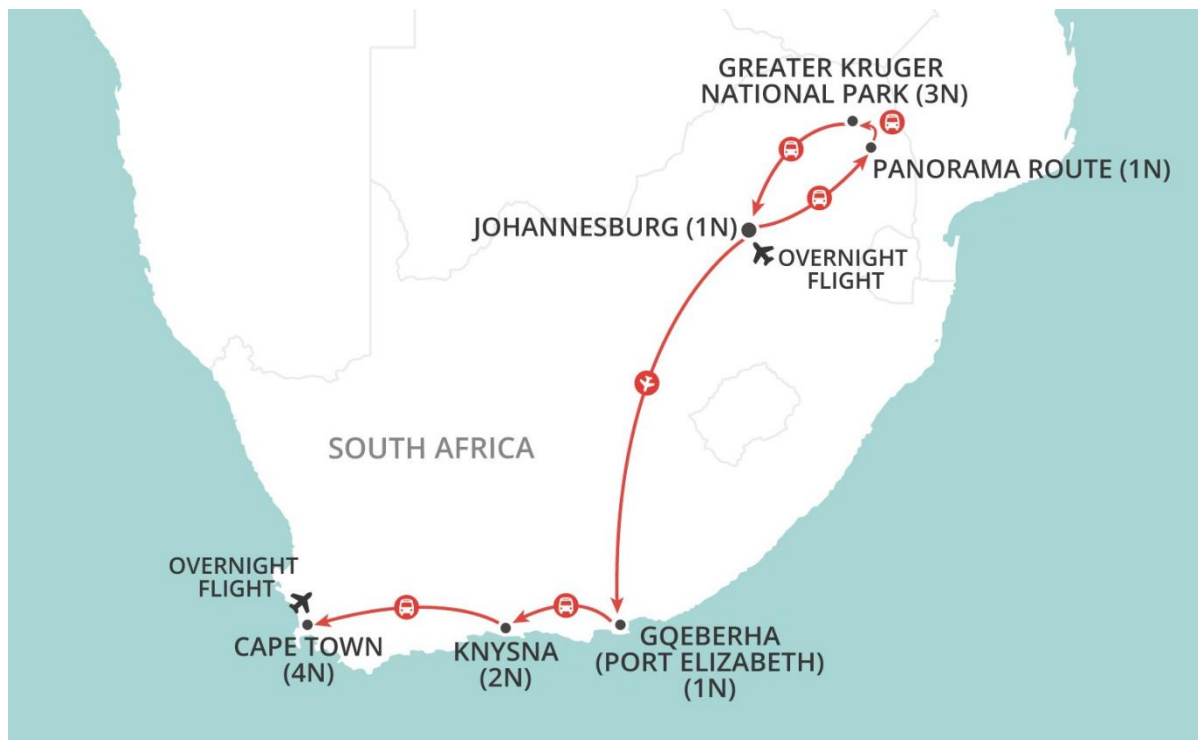 GREATER KRUGER
NATIONAL PARK (3N)
PANORAMA ROUTE (1N)
JOHANNESBURG (1N)
OVERNIGHT
FLIGHT
SOUTH AFRICA
OVERNIGHT
FLIGHT
CAPE TOWN
(4N)
KNYSNA
(2N)
GQEBERHA
(PORT ELIZABETH)
(1N)